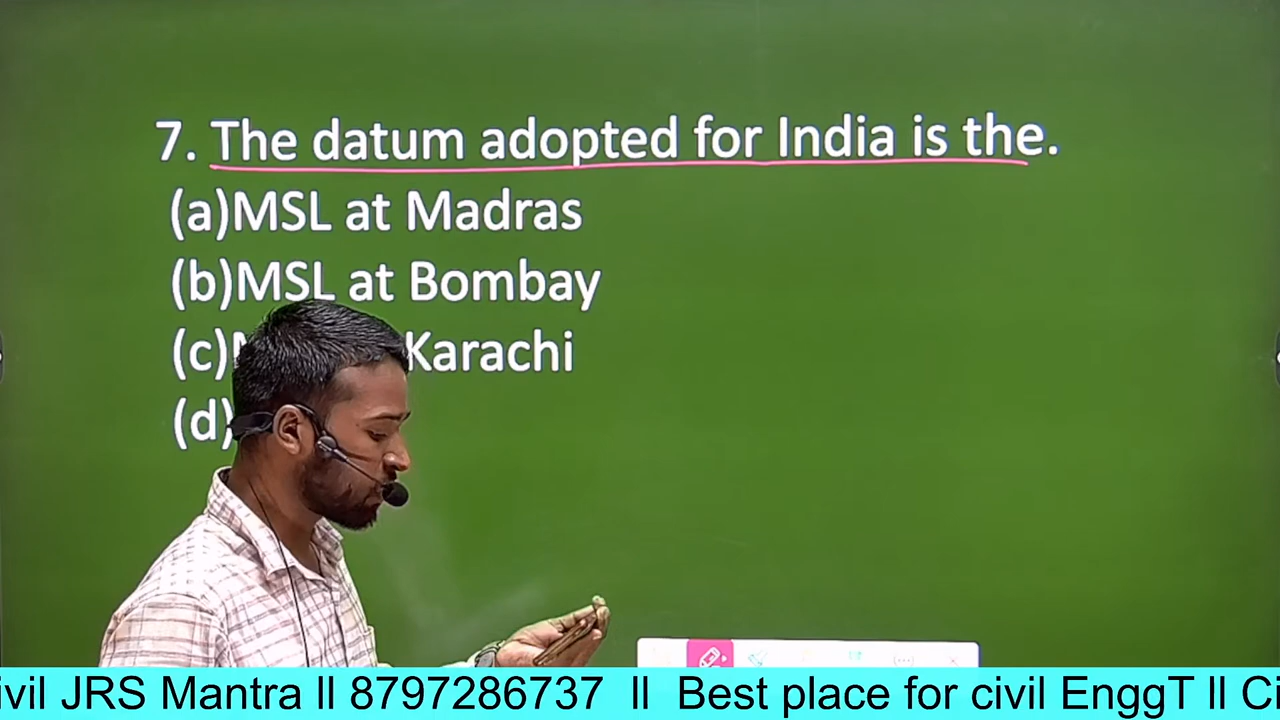 7. The datum adopted for India is the.
(a)MSL at Madras
(b)MSL at Bombay
(c) Karachi
(d)
ivil JRS Mantra ll 8797286737 ll Best place for civil EnggT ll Ci